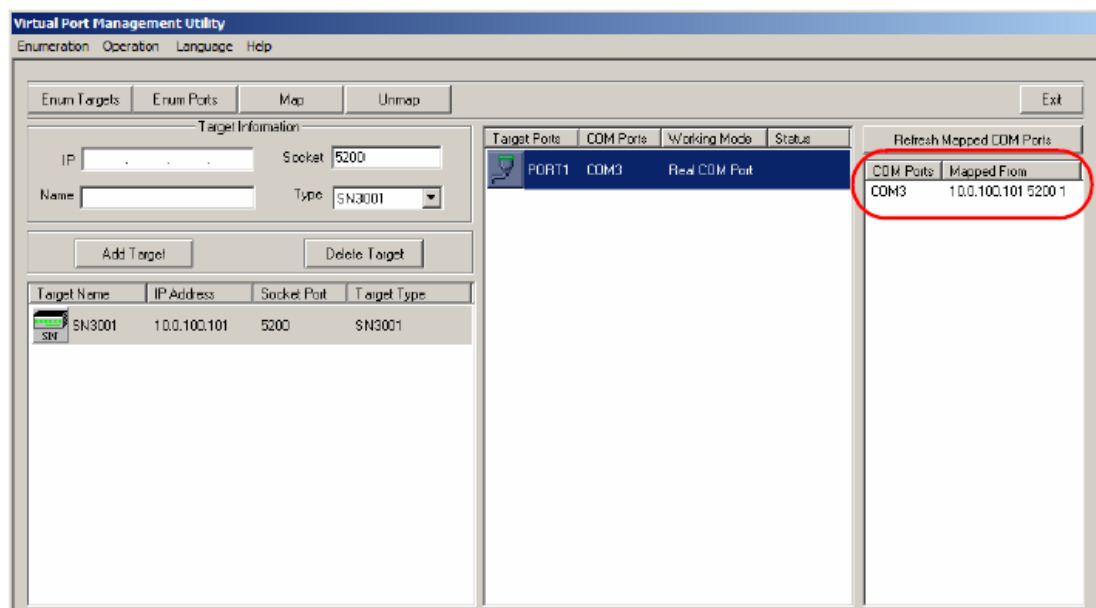 Virtual Port Management Utility
Enumeration Operation Language Help
Enum Targets Enum Ports Map Unmap Exit
Target Information
IP . . . Socket 5200
Name Type SN3001
Add Target Delete Target
Target Name IP Address Socket Port Target Type
SN3001 10.0.100.101 5200 SN3001
SN
Target Ports COM Ports Working Mode Status
PORT1 COM3 Real COM Port
Refresh Mapped COM Ports
COM Ports Mapped From
COM3 10.0.100.101 5200 1